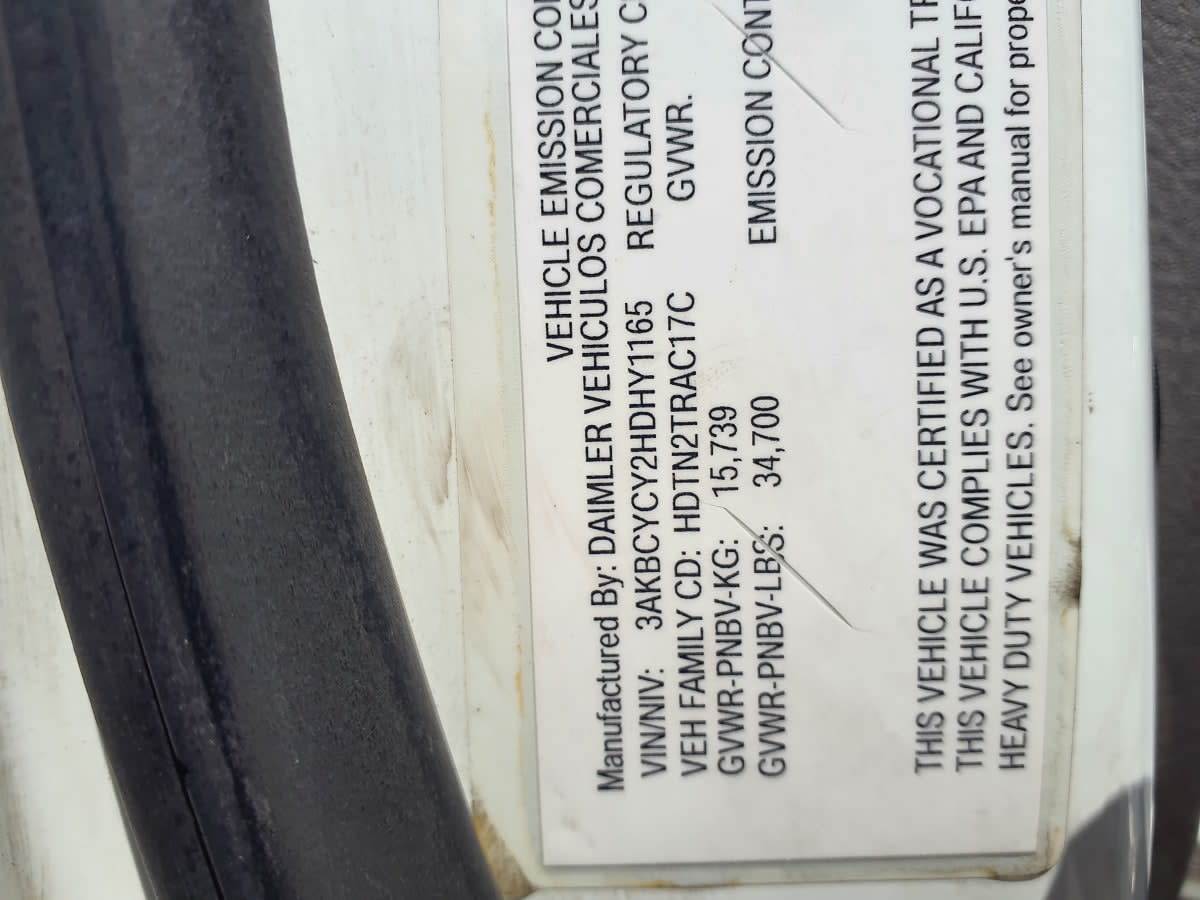 VEHICLE EMISSION CO
Manufactured By: DAIMLER VEHICULOS COMERCIALES
VIN/NIV: 3AKBCYCY2HDHY1165 REGULATORY C
VEH FAMILY CD: HDTN2TRAC17C GVWR.
GVWR-PNBV-KG: 15,739
GVWR-PNBV-LBS: 34,700 EMISSION CONT
THIS VEHICLE WAS CERTIFIED AS A VOCATIONAL TR
THIS VEHICLE COMPLIES WITH U.S. EPA AND CALIF
HEAVY DUTY VEHICLES. See owner's manual for prope